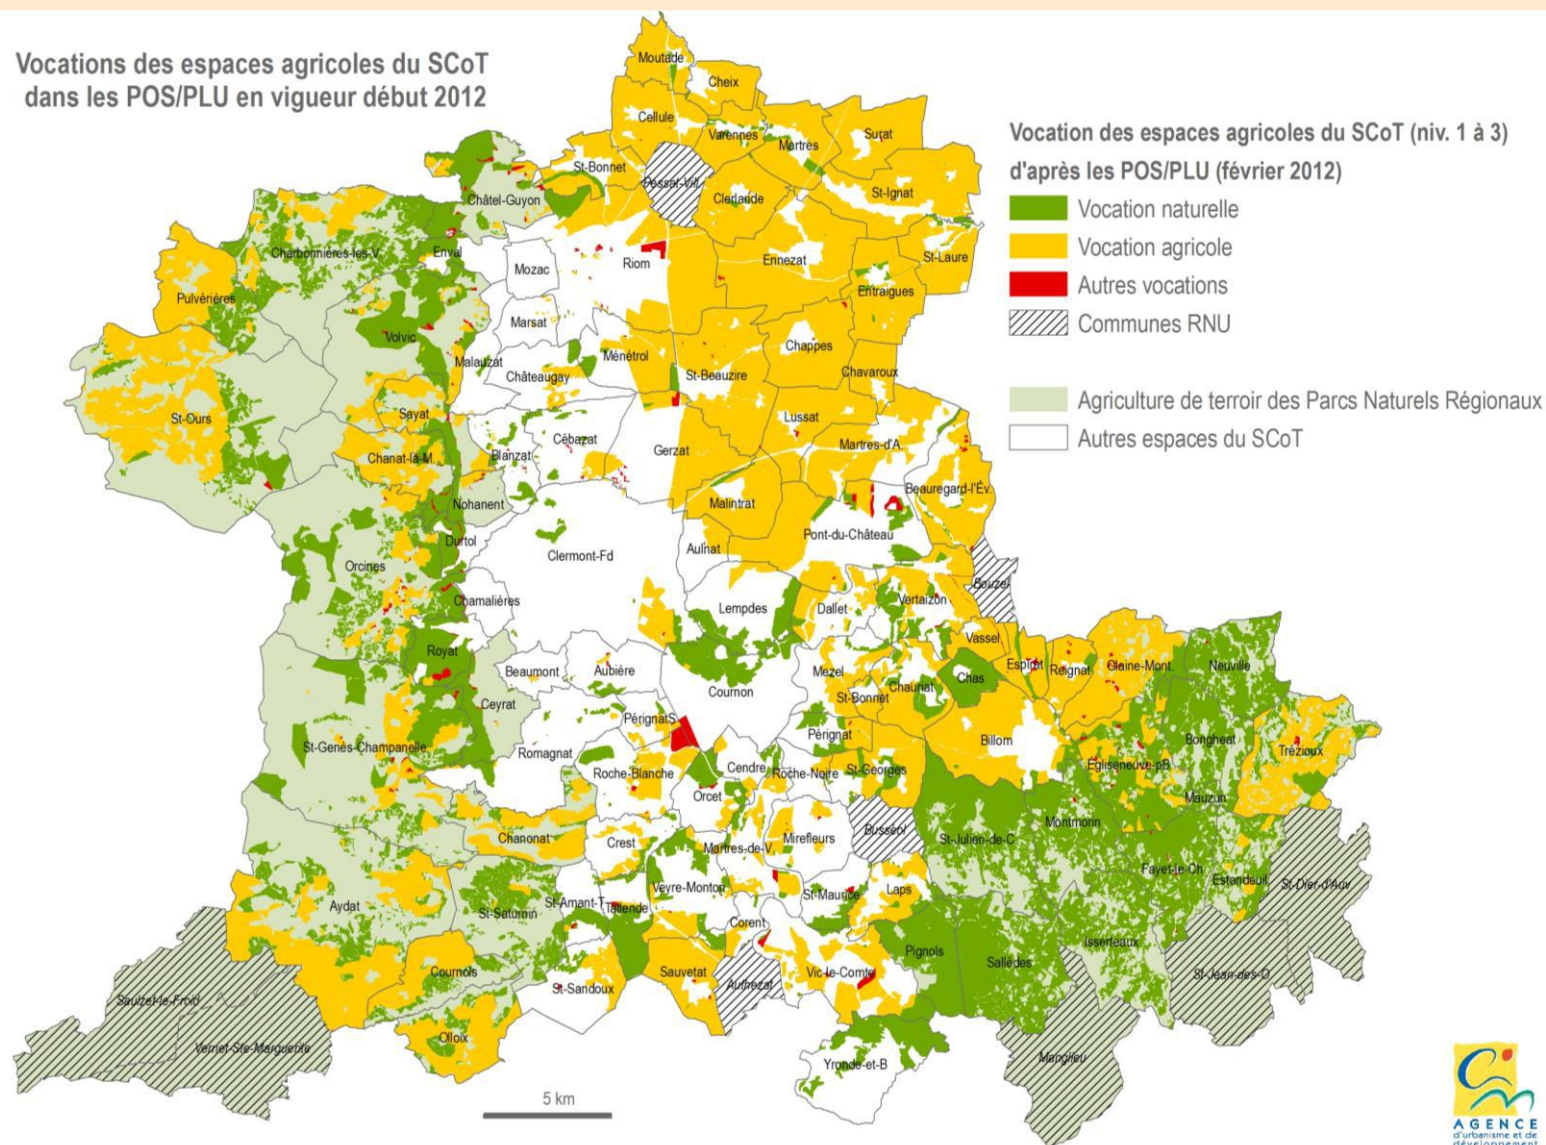 Vocations des espaces agricoles du SCoT
dans les POS/PLU en vigueur début 2012
Vocation des espaces agricoles du SCoT (niv. 1 à 3)
d'après les POS/PLU (février 2012)
Vocation naturelle
Vocation agricole
Autres vocations
Communes RNU
Agriculture de terroir des Parcs Naturels Régionaux
Autres espaces du SCoT
Moutade
Cheix
Cellule
Varennes
Martres
Surat
St-Bonnet
Pessat-Vill.
Clerlande
St-Ignat
Châtel-Guyon
Charbonnières-les-V.
Enval
Mozac
Riom
Ennezat
St-Laure
Entraigues
Pulvérières
Volvic
Marsat
Malauzat
Châteaugay
Ménétrol
St-Beauzire
Chappes
Chavaroux
St-Ours
Sayat
Lussat
Cébazat
Blanzat
Gerzat
Martres-d'A.
Chanat-la-M.
Beauregard-l'Év.
Nohanent
Malintrat
Durtol
Clermont-Fd
Aulnat
Pont-du-Château
Orcines
Bouzel
Chamalières
Lempdes
Dallet
Vertaizon
Vassel
Royat
Beaumont
Aubière
Mezel
Espirat
Reignat
Glaine-Mont.
Neuville
Chas
Cournon
St-Bonnet
Chauriat
Ceyrat
PérignatS
Pérignat
Billom
St-Genès-Champanelle
Romagnat
Bongheat
Trézioux
Roche-Blanche
Cendre
Roche-Noire
St-Georges
Égliseneuve-pB
Orcet
Mauzun
Chanonat
Crest
Martres-de-V.
Mirefleurs
Busséol
St-Julien-de-C
Montmorin
Fayet-le-Ch
Estandeuil
St-Dier-d'Auv
Aydat
St-Saturnin
St-Amant-T
Tallende
Veyre-Monton
St-Maurice
Laps
Corent
Isserteaux
Pignols
Sallèdes
Cournols
Sauvetat
Authezat
Vic-le-Comte
St-Jean-des-O
St-Sandoux
Saulzet-le-Froid
Vernet-Ste-Marguerite
Olloix
Yronde-et-B
Manglieu
5 km
AGENCE
d'urbanisme et de
développement